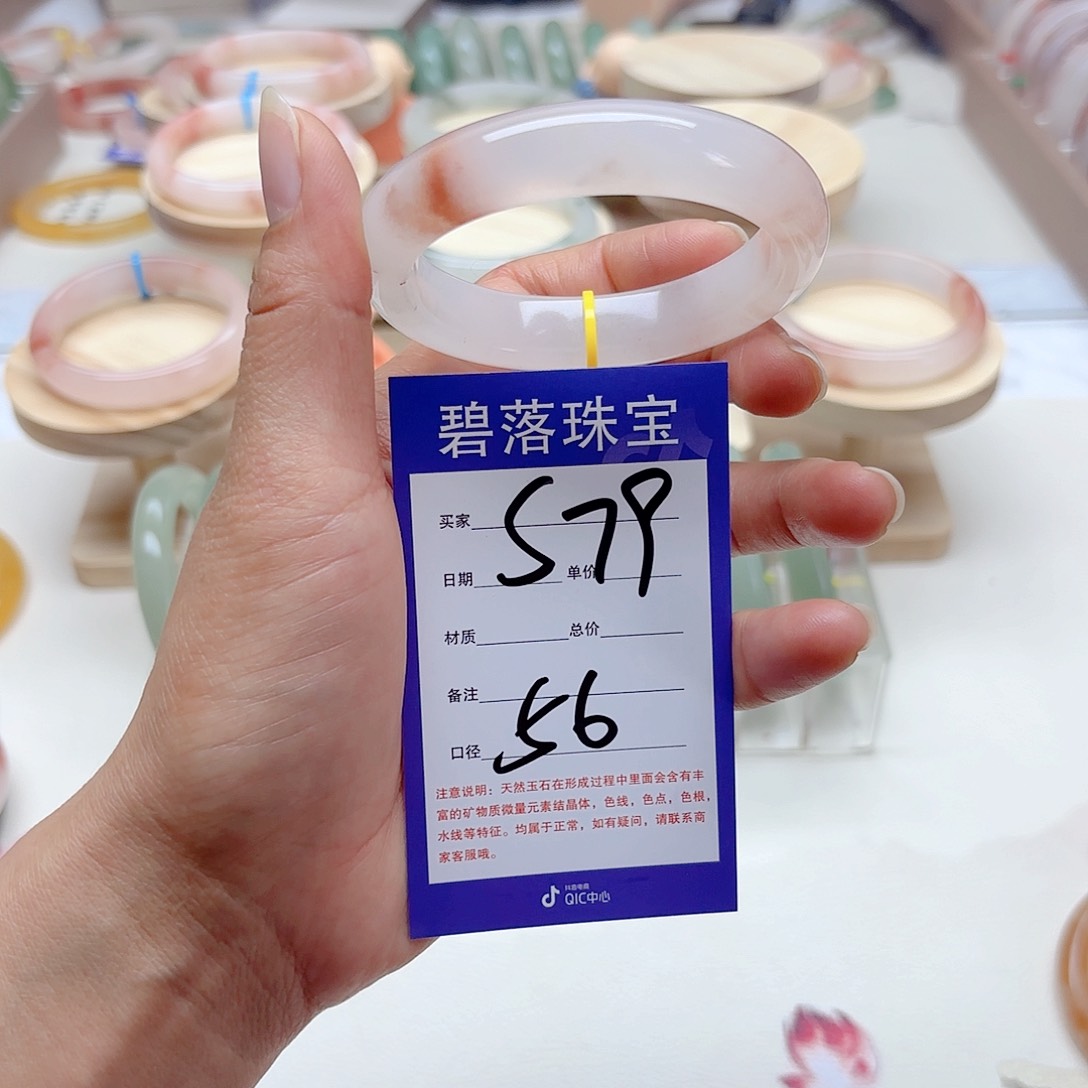 碧落珠宝
买家
579
日期 单价
材质 总价
备注
56
口径
注意说明：天然玉石在形成过程中里面会含有丰
富的矿物质微量元素结晶体，色线，色点，色根，
水线等特征。均属于正常，如有疑问，请联系商
家客服哦。
抖音电商
QIC中心